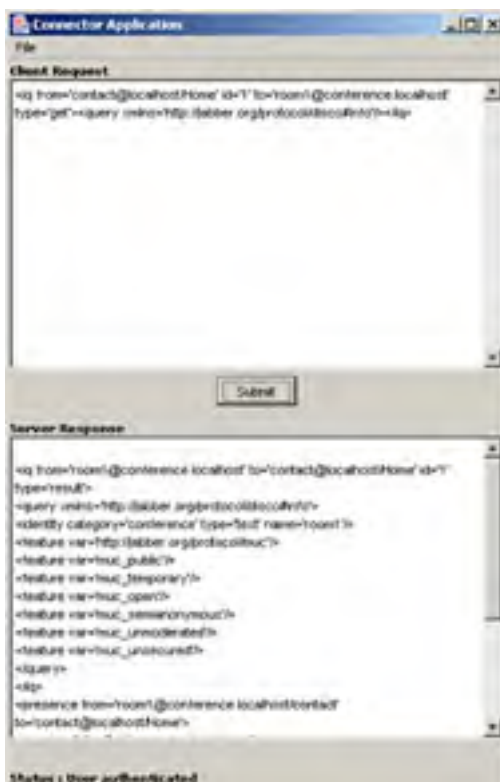 Connector Application
File
Client Request
<iq from='contact@localhost/Home' id='1' to='room1@conference.localhost'
type='get'><query xmlns='http://jabber.org/protocol/disco#info'/></iq>
Submit
Server Response
<iq from='room1@conference.localhost' to='contact@localhost/Home' id='1'
type='result'>
<query xmlns='http://jabber.org/protocol/disco#info'>
<identity category='conference' type='text' name='room1'/>
<feature var='http://jabber.org/protocol/muc'/>
<feature var='muc_public'/>
<feature var='muc_temporary'/>
<feature var='muc_open'/>
<feature var='muc_semianonymous'/>
<feature var='muc_unmoderated'/>
<feature var='muc_unsecured'/>
</query>
</iq>
<presence from='room1@conference.localhost/contact'
to='contact@localhost/Home'>
Status : User authenticated